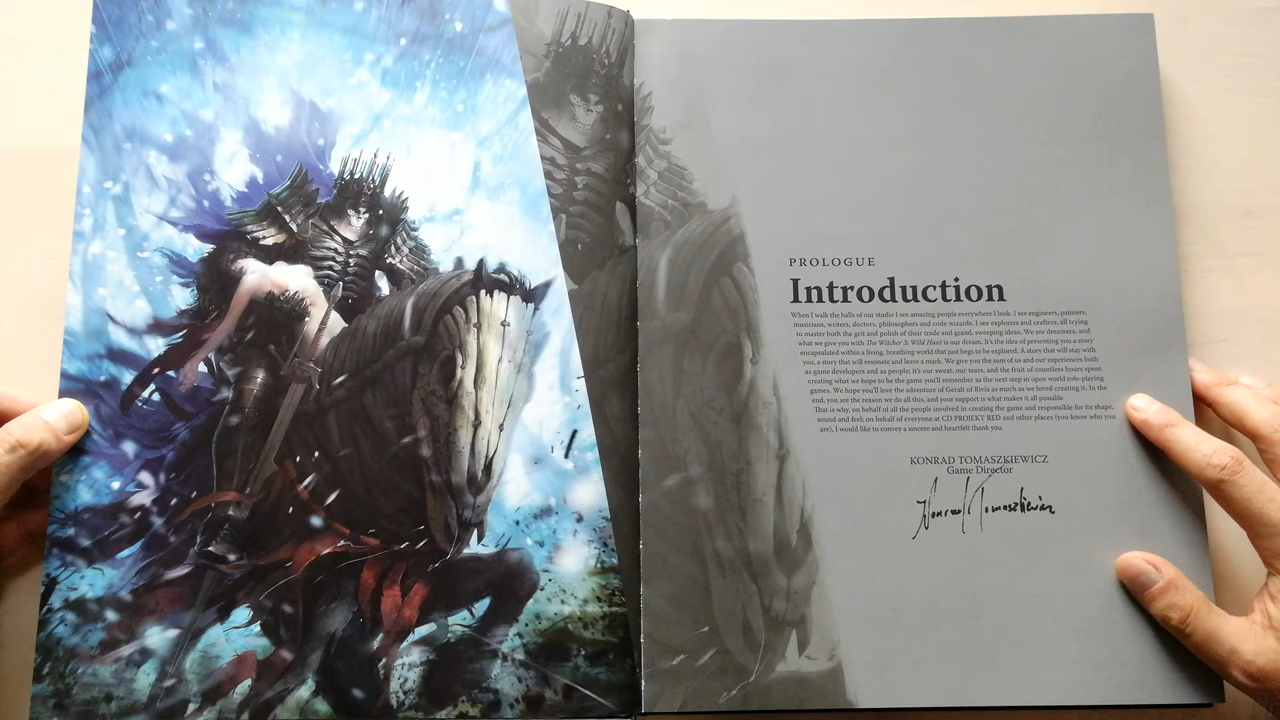 PROLOGUE
Introduction
When I walk the halls of our studio I see amazing people everywhere I look. I see engineers, painters,
musicians, writers, doctors, philosophers and code wizards. I see explorers and crafters, all trying
to master both the grit and polish of their trade and grand, sweeping ideas. We are dreamers, and
what we give you with The Witcher 3: Wild Hunt is our dream. It's the idea of presenting you a story
encapsulated within a living, breathing world that just begs to be explored. A story that will stay with
you, a story that will resonate and leave a mark. We give you the sum of us and our experiences both
as game developers and as people; it's our sweat, our tears, and the fruit of countless hours spent
creating what we hope to be the game you'll remember as the next step in open world role-playing
games. We hope you'll love the adventure of Geralt of Rivia as much as we loved creating it. In the
end, you are the reason we do all this, and your support is what makes it all possible
That is why, on behalf of all the people involved in creating the game and responsible for its shape,
sound and feel; on behalf of everyone at CD PROJEKT RED and other places (you know who you
are), I would like to convey a sincere and heartfelt thank you.
KONRAD TOMASZKIEWICZ
Game Director
Konrad Tomaszkiewicz